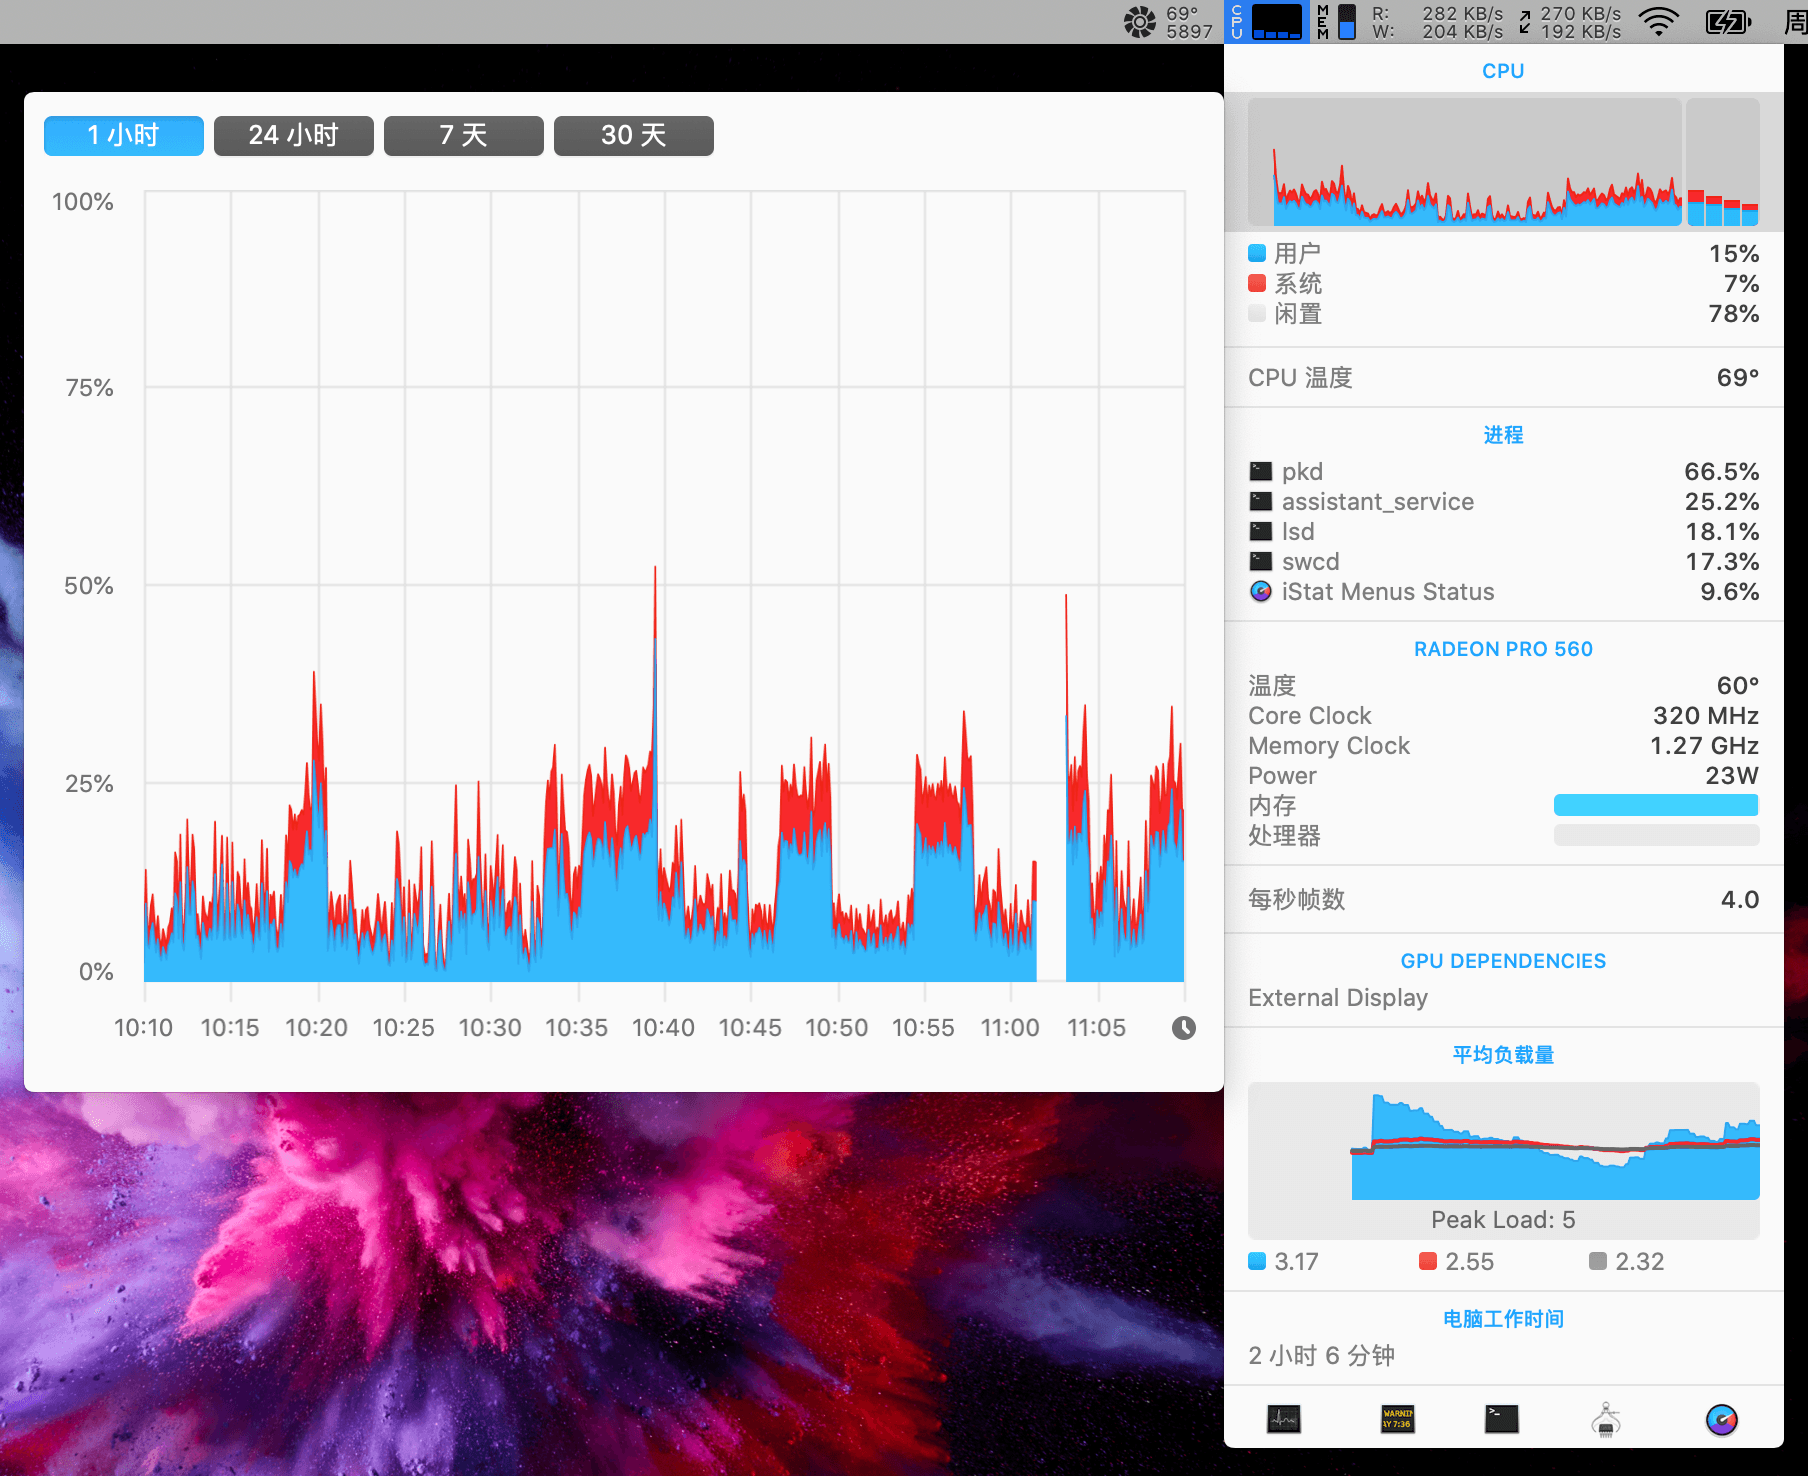 69°
5897
CPU
MEM
R: 282 KB/s
W: 204 KB/s
270 KB/s
192 KB/s
周
1 小时
24 小时
7 天
30 天
100%
75%
50%
25%
0%
10:10 10:15 10:20 10:25 10:30 10:35 10:40 10:45 10:50 10:55 11:00 11:05
CPU
用户 15%
系统 7%
闲置 78%
CPU 温度 69°
进程
pkd 66.5%
assistant_service 25.2%
lsd 18.1%
swcd 17.3%
iStat Menus Status 9.6%
RADEON PRO 560
温度 60°
Core Clock 320 MHz
Memory Clock 1.27 GHz
Power 23W
内存
处理器
每秒帧数 4.0
GPU DEPENDENCIES
External Display
平均负载量
Peak Load: 5
3.17 2.55 2.32
电脑工作时间
2 小时 6 分钟
WARNIN
AY 7:36